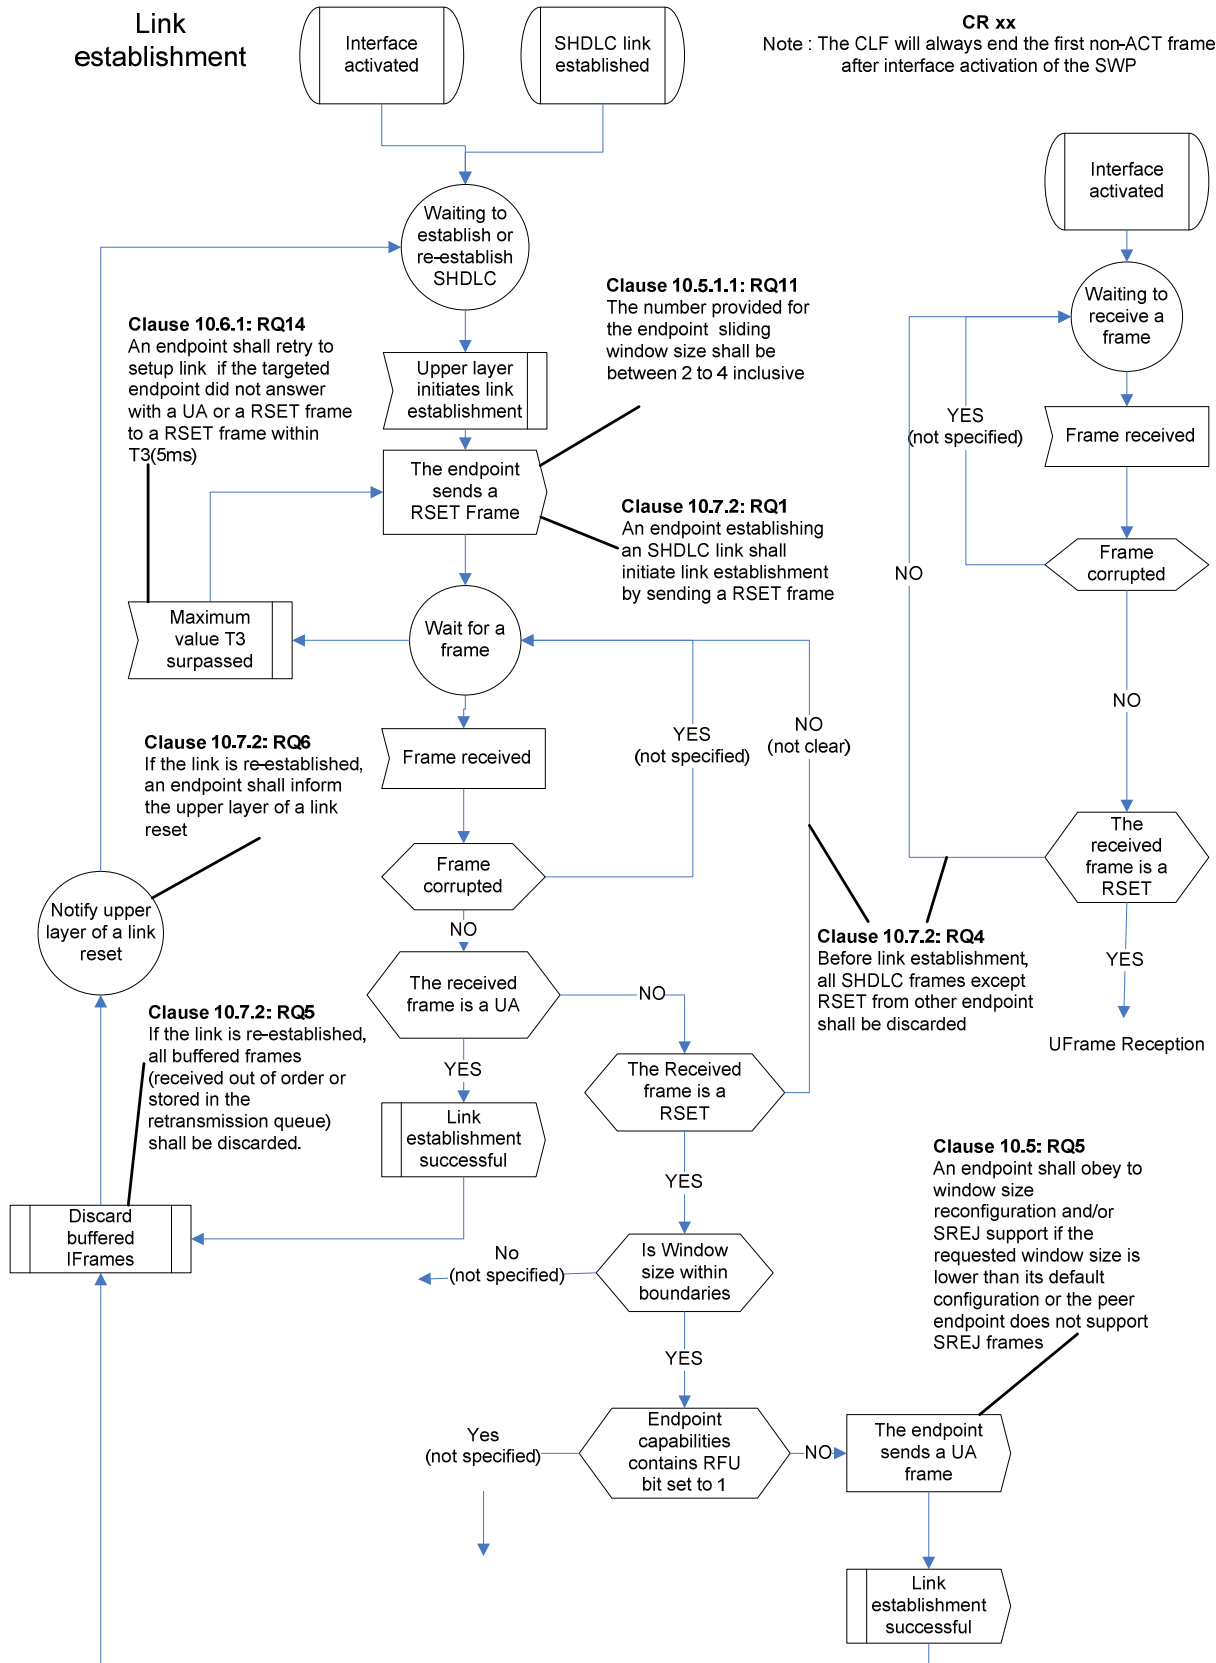 Link
establishment
Interface
activated
SHDLC link
established
CR xx
Note : The CLF will always end the first non-ACT frame
after interface activation of the SWP
Interface
activated
Waiting to
establish or
re-establish
SHDLC
Waiting to
receive a
frame
Clause 10.5.1.1: RQ11
The number provided for
the endpoint sliding
window size shall be
between 2 to 4 inclusive
Clause 10.6.1: RQ14
An endpoint shall retry to
setup link if the targeted
endpoint did not answer
with a UA or a RSET frame
to a RSET frame within
T3(5ms)
Upper layer
initiates link
establishment
YES
(not specified)
Frame received
The endpoint
sends a
RSET Frame
Clause 10.7.2: RQ1
An endpoint establishing
an SHDLC link shall
initiate link establishment
by sending a RSET frame
Frame
corrupted
NO
Maximum
value T3
surpassed
Wait for a
frame
NO
YES
(not specified)
NO
(not clear)
Clause 10.7.2: RQ6
If the link is re-established,
an endpoint shall inform
the upper layer of a link
reset
Frame received
The
received
frame is a
RSET
Frame
corrupted
NO
Notify upper
layer of a link
reset
Clause 10.7.2: RQ4
Before link establishment,
all SHDLC frames except
RSET from other endpoint
shall be discarded
YES
The received
frame is a UA
NO
Clause 10.7.2: RQ5
If the link is re-established,
all buffered frames
(received out of order or
stored in the
retransmission queue)
shall be discarded.
UFrame Reception
YES
The Received
frame is a
RSET
Link
establishment
successful
Clause 10.5: RQ5
An endpoint shall obey to
window size
reconfiguration and/or
SREJ support if the
requested window size is
lower than its default
configuration or the peer
endpoint does not support
SREJ frames
YES
Discard
buffered
IFrames
No
(not specified)
Is Window
size within
boundaries
YES
Yes
(not specified)
Endpoint
capabilities
contains RFU
bit set to 1
NO
The endpoint
sends a UA
frame
Link
establishment
successful